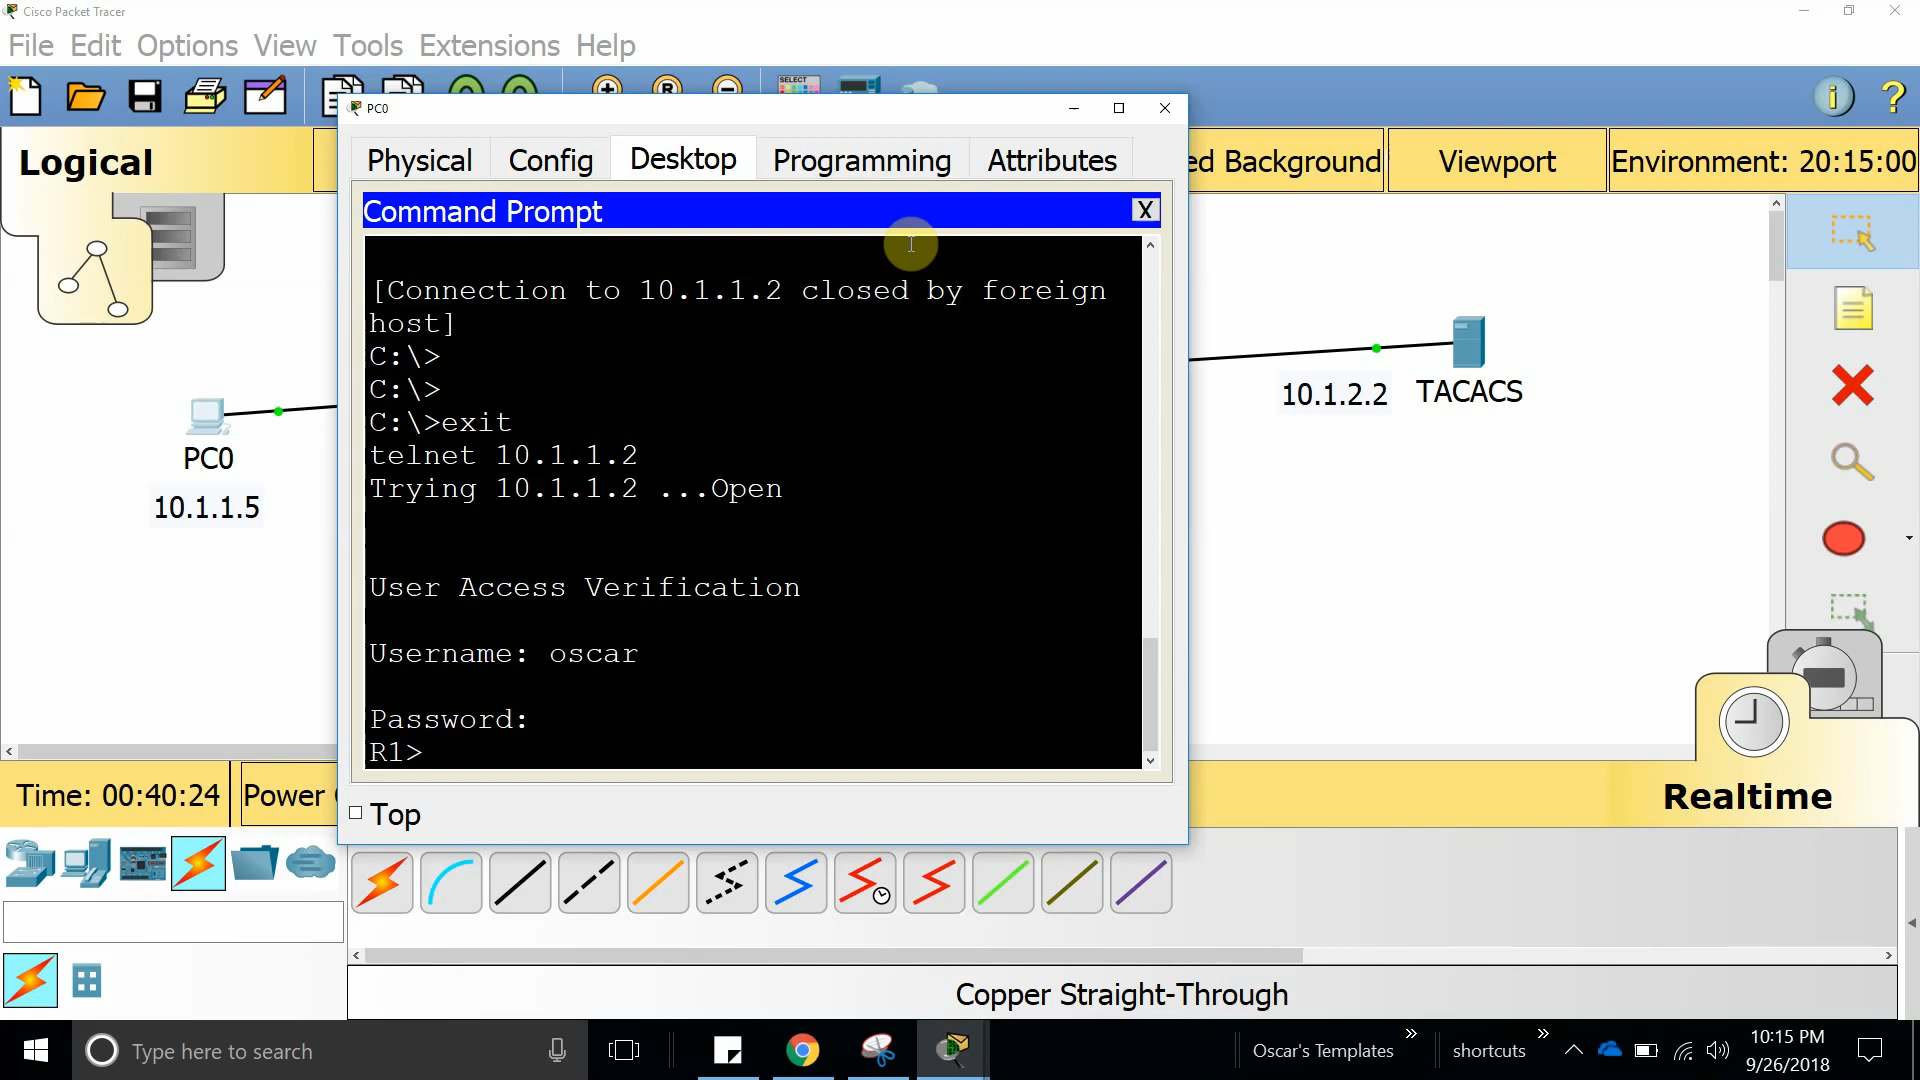 Cisco Packet Tracer
File Edit Options View Tools Extensions Help
SELECT
R
i ?
PC0
Logical
ed Background
Viewport
Environment: 20:15:00
Physical
Config
Desktop
Programming
Attributes
Command Prompt
X
[Connection to 10.1.1.2 closed by foreign
host]
C:\>
C:\>
C:\>exit
telnet 10.1.1.2
Trying 10.1.1.2 ...Open
User Access Verification
Username: oscar
Password:
R1>
PC0
10.1.1.5
10.1.2.2
TACACS
Top
Time: 00:40:24
Power
Realtime
Copper Straight-Through
Type here to search
Oscar's Templates
shortcuts
10:15 PM
9/26/2018